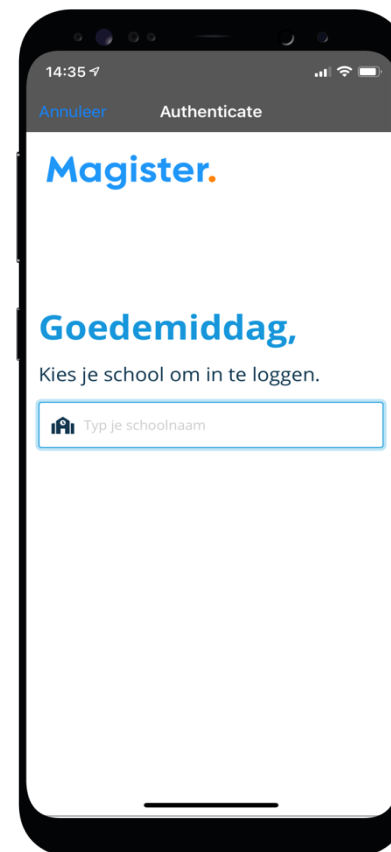 14:35
Annuleer Authenticate
Magister.
Goedemiddag,
Kies je school om in te loggen.
Typ je schoolnaam